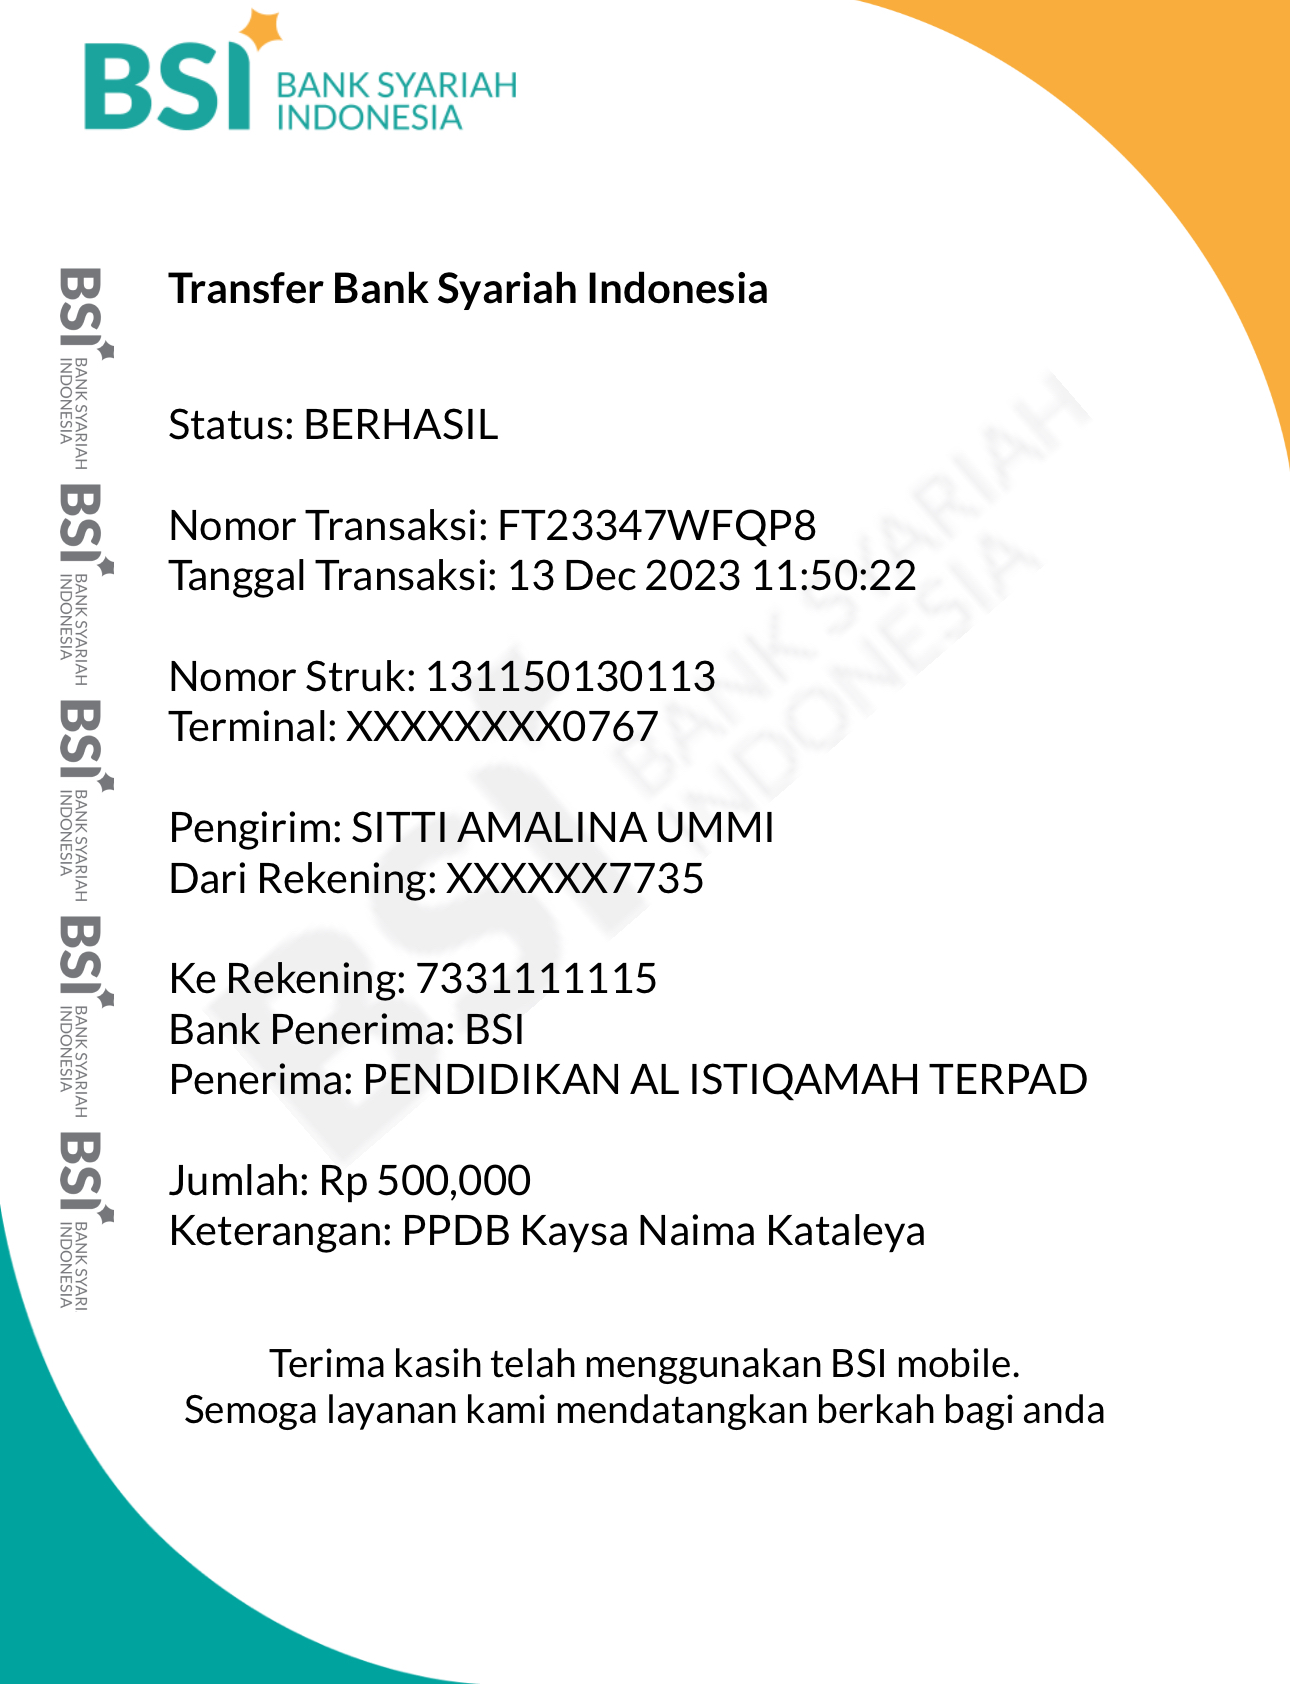 BSI BANK SYARIAH
INDONESIA
Transfer Bank Syariah Indonesia
Status: BERHASIL
Nomor Transaksi: FT23347WFQP8
Tanggal Transaksi: 13 Dec 2023 11:50:22
Nomor Struk: 131150130113
Terminal: XXXXXXXX0767
Pengirim: SITTI AMALINA UMMI
Dari Rekening: XXXXXX7735
Ke Rekening: 7331111115
Bank Penerima: BSI
Penerima: PENDIDIKAN AL ISTIQAMAH TERPAD
Jumlah: Rp 500,000
Keterangan: PPDB Kaysa Naima Kataleya
Terima kasih telah menggunakan BSI mobile.
Semoga layanan kami mendatangkan berkah bagi anda
BSI BANK SYARIAH
INDONESIA
BSI BANK SYARIAH
INDONESIA
BSI BANK SYARIAH
INDONESIA
BSI BANK SYARIAH
INDONESIA
BSI BANK SYARI
INDONESIA
BSI BANK SYARIAH
INDONESIA